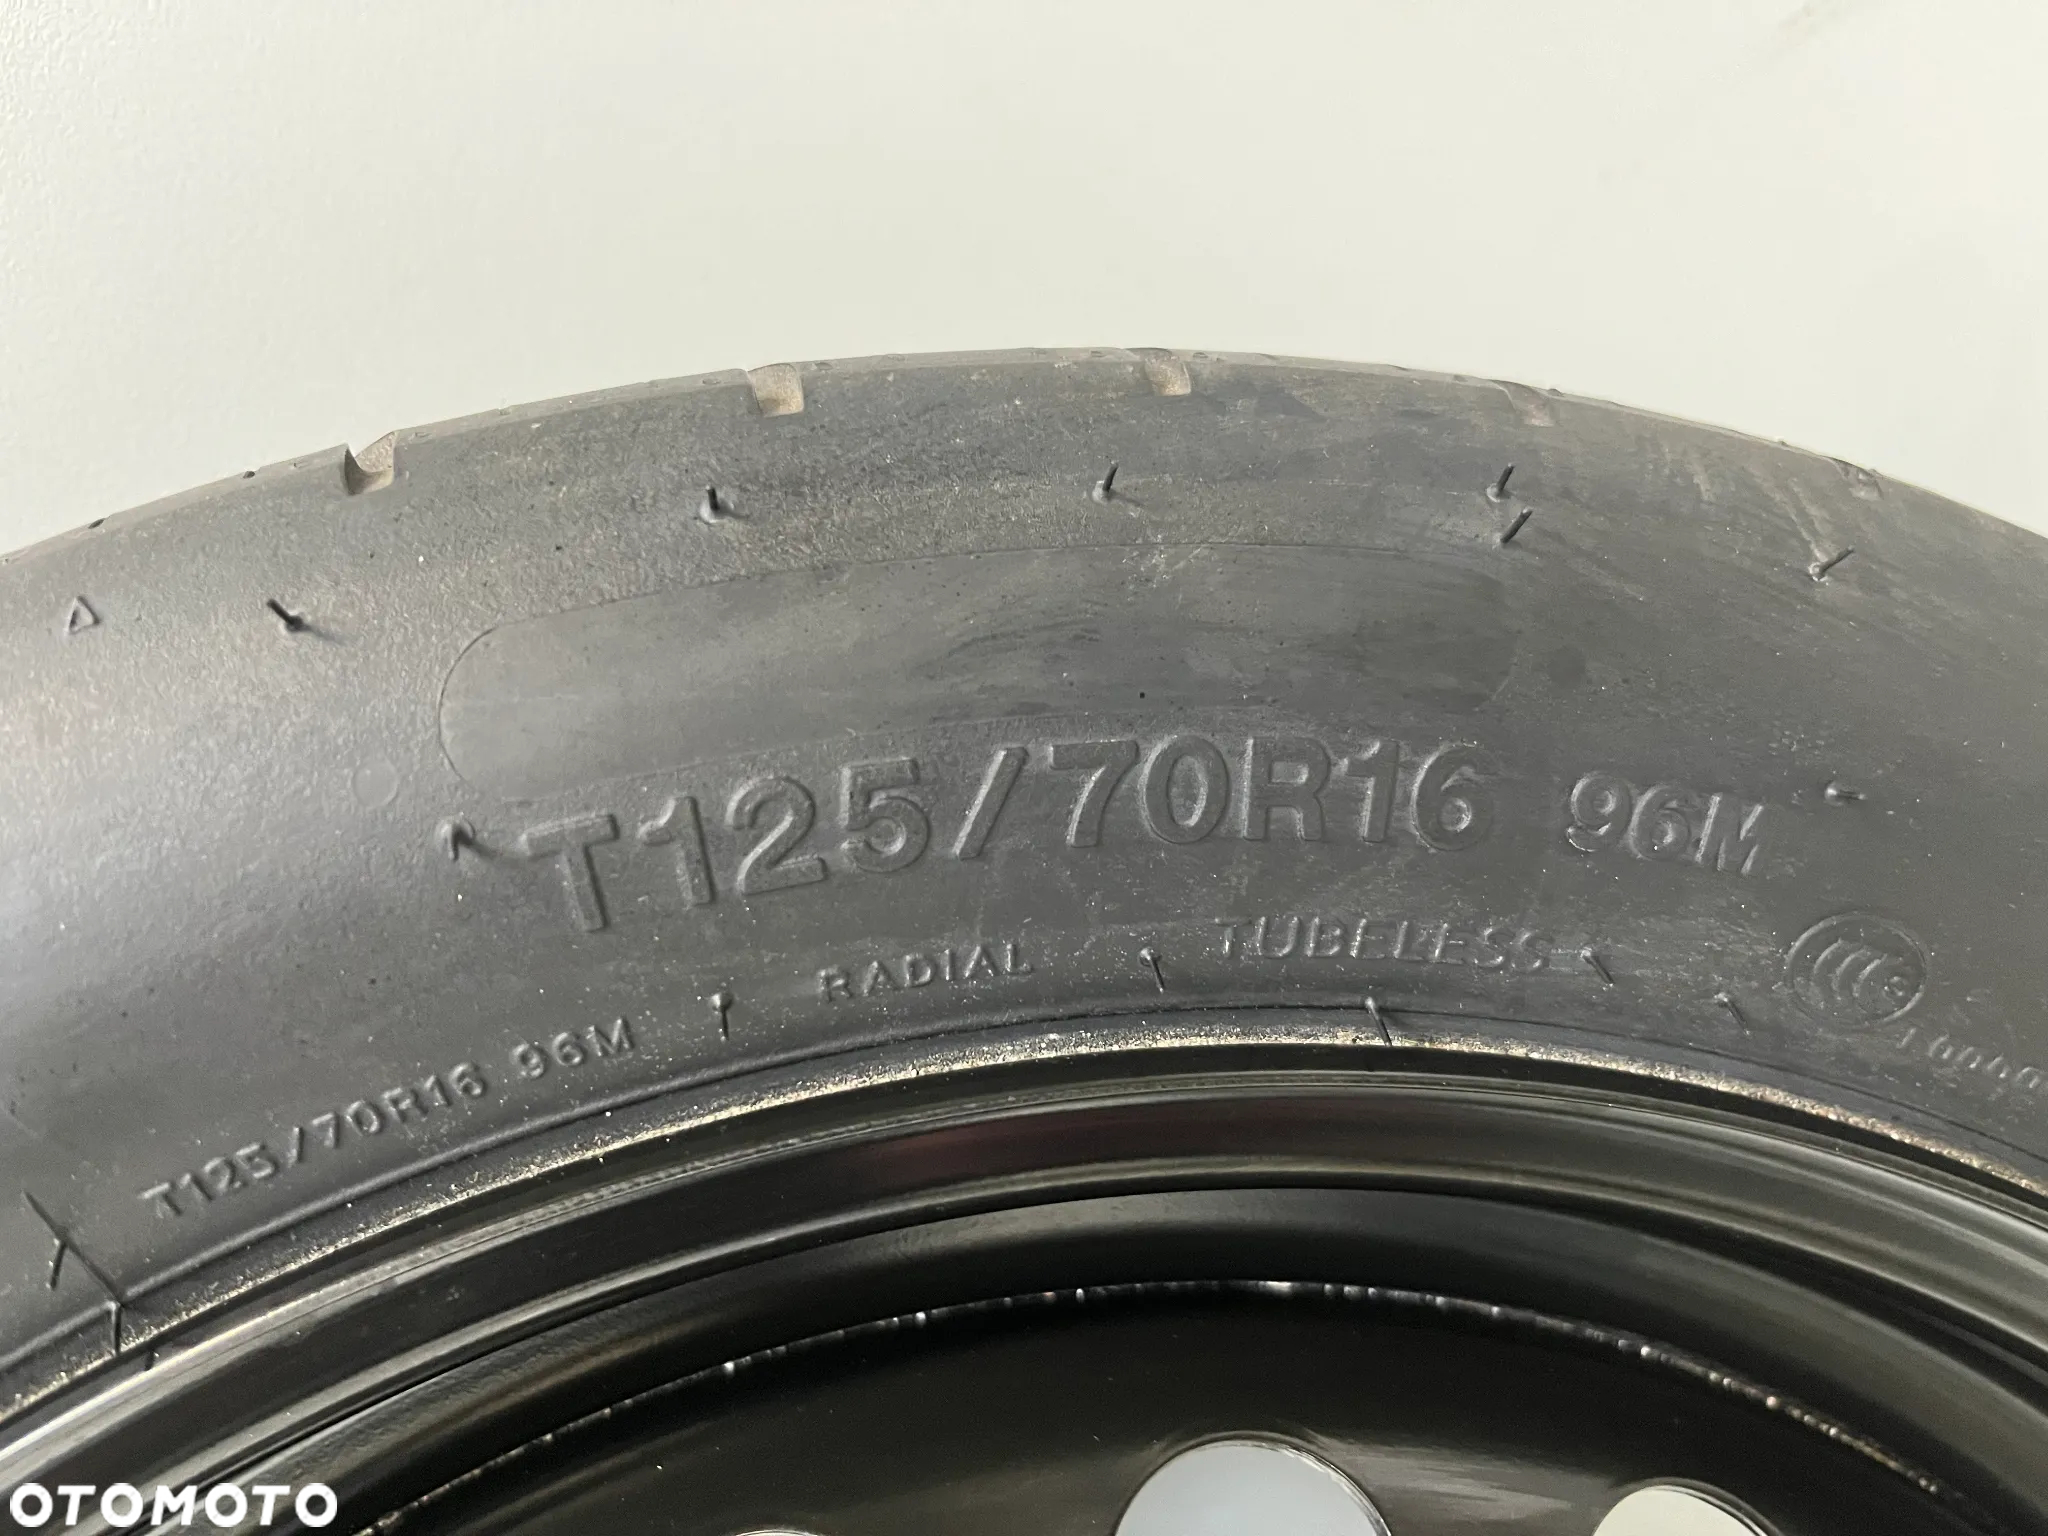 T125/70R16 96M
RADIAL TUBELESS
T125/70R16 96M
OTOMOTO